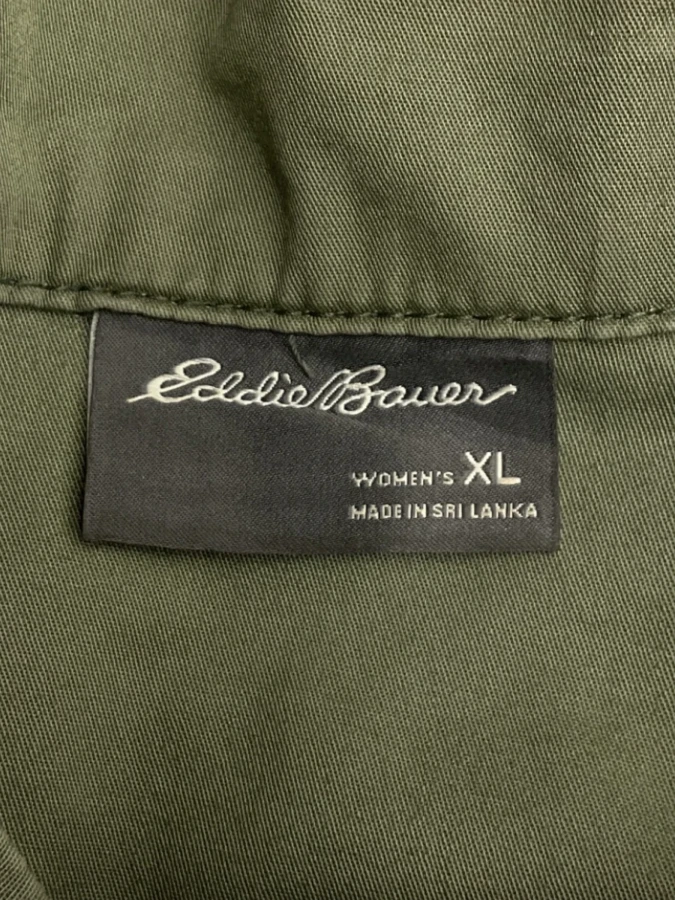 Eddie Bauer
WOMEN'S XL
MADE IN SRI LANKA